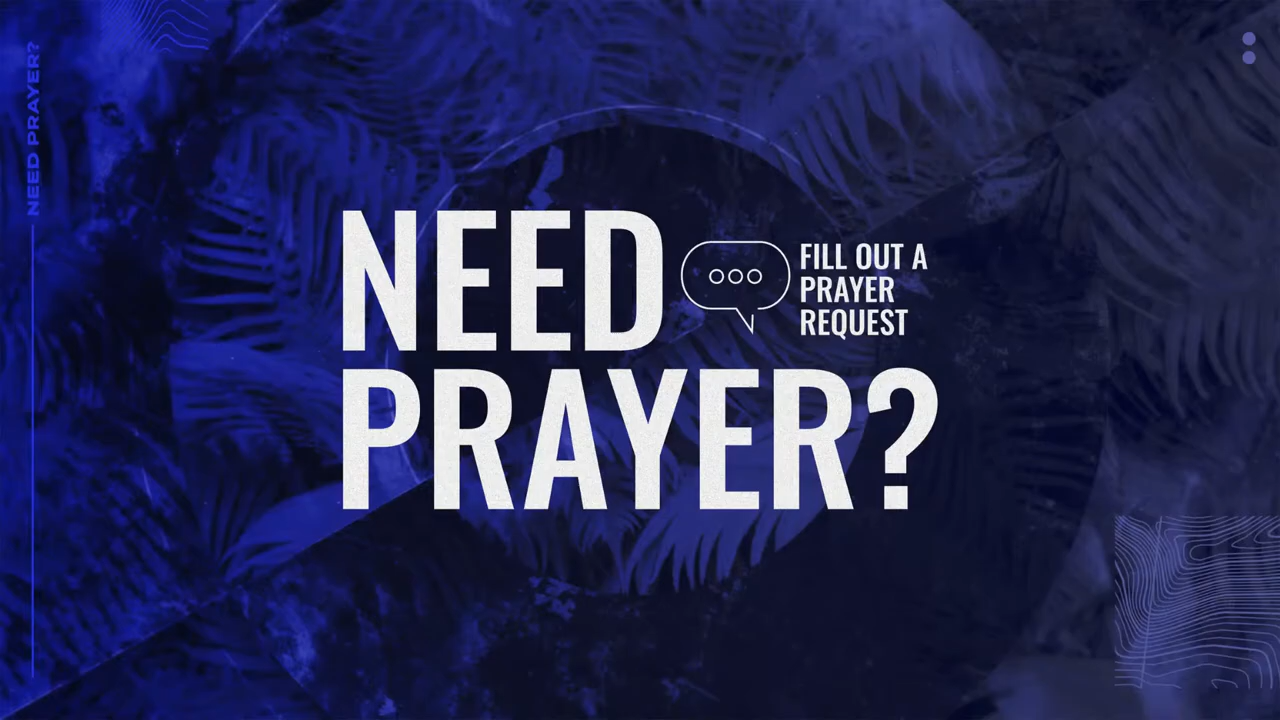 NEED PRAYER?
NEED
FILL OUT A
PRAYER
REQUEST
PRAYER?